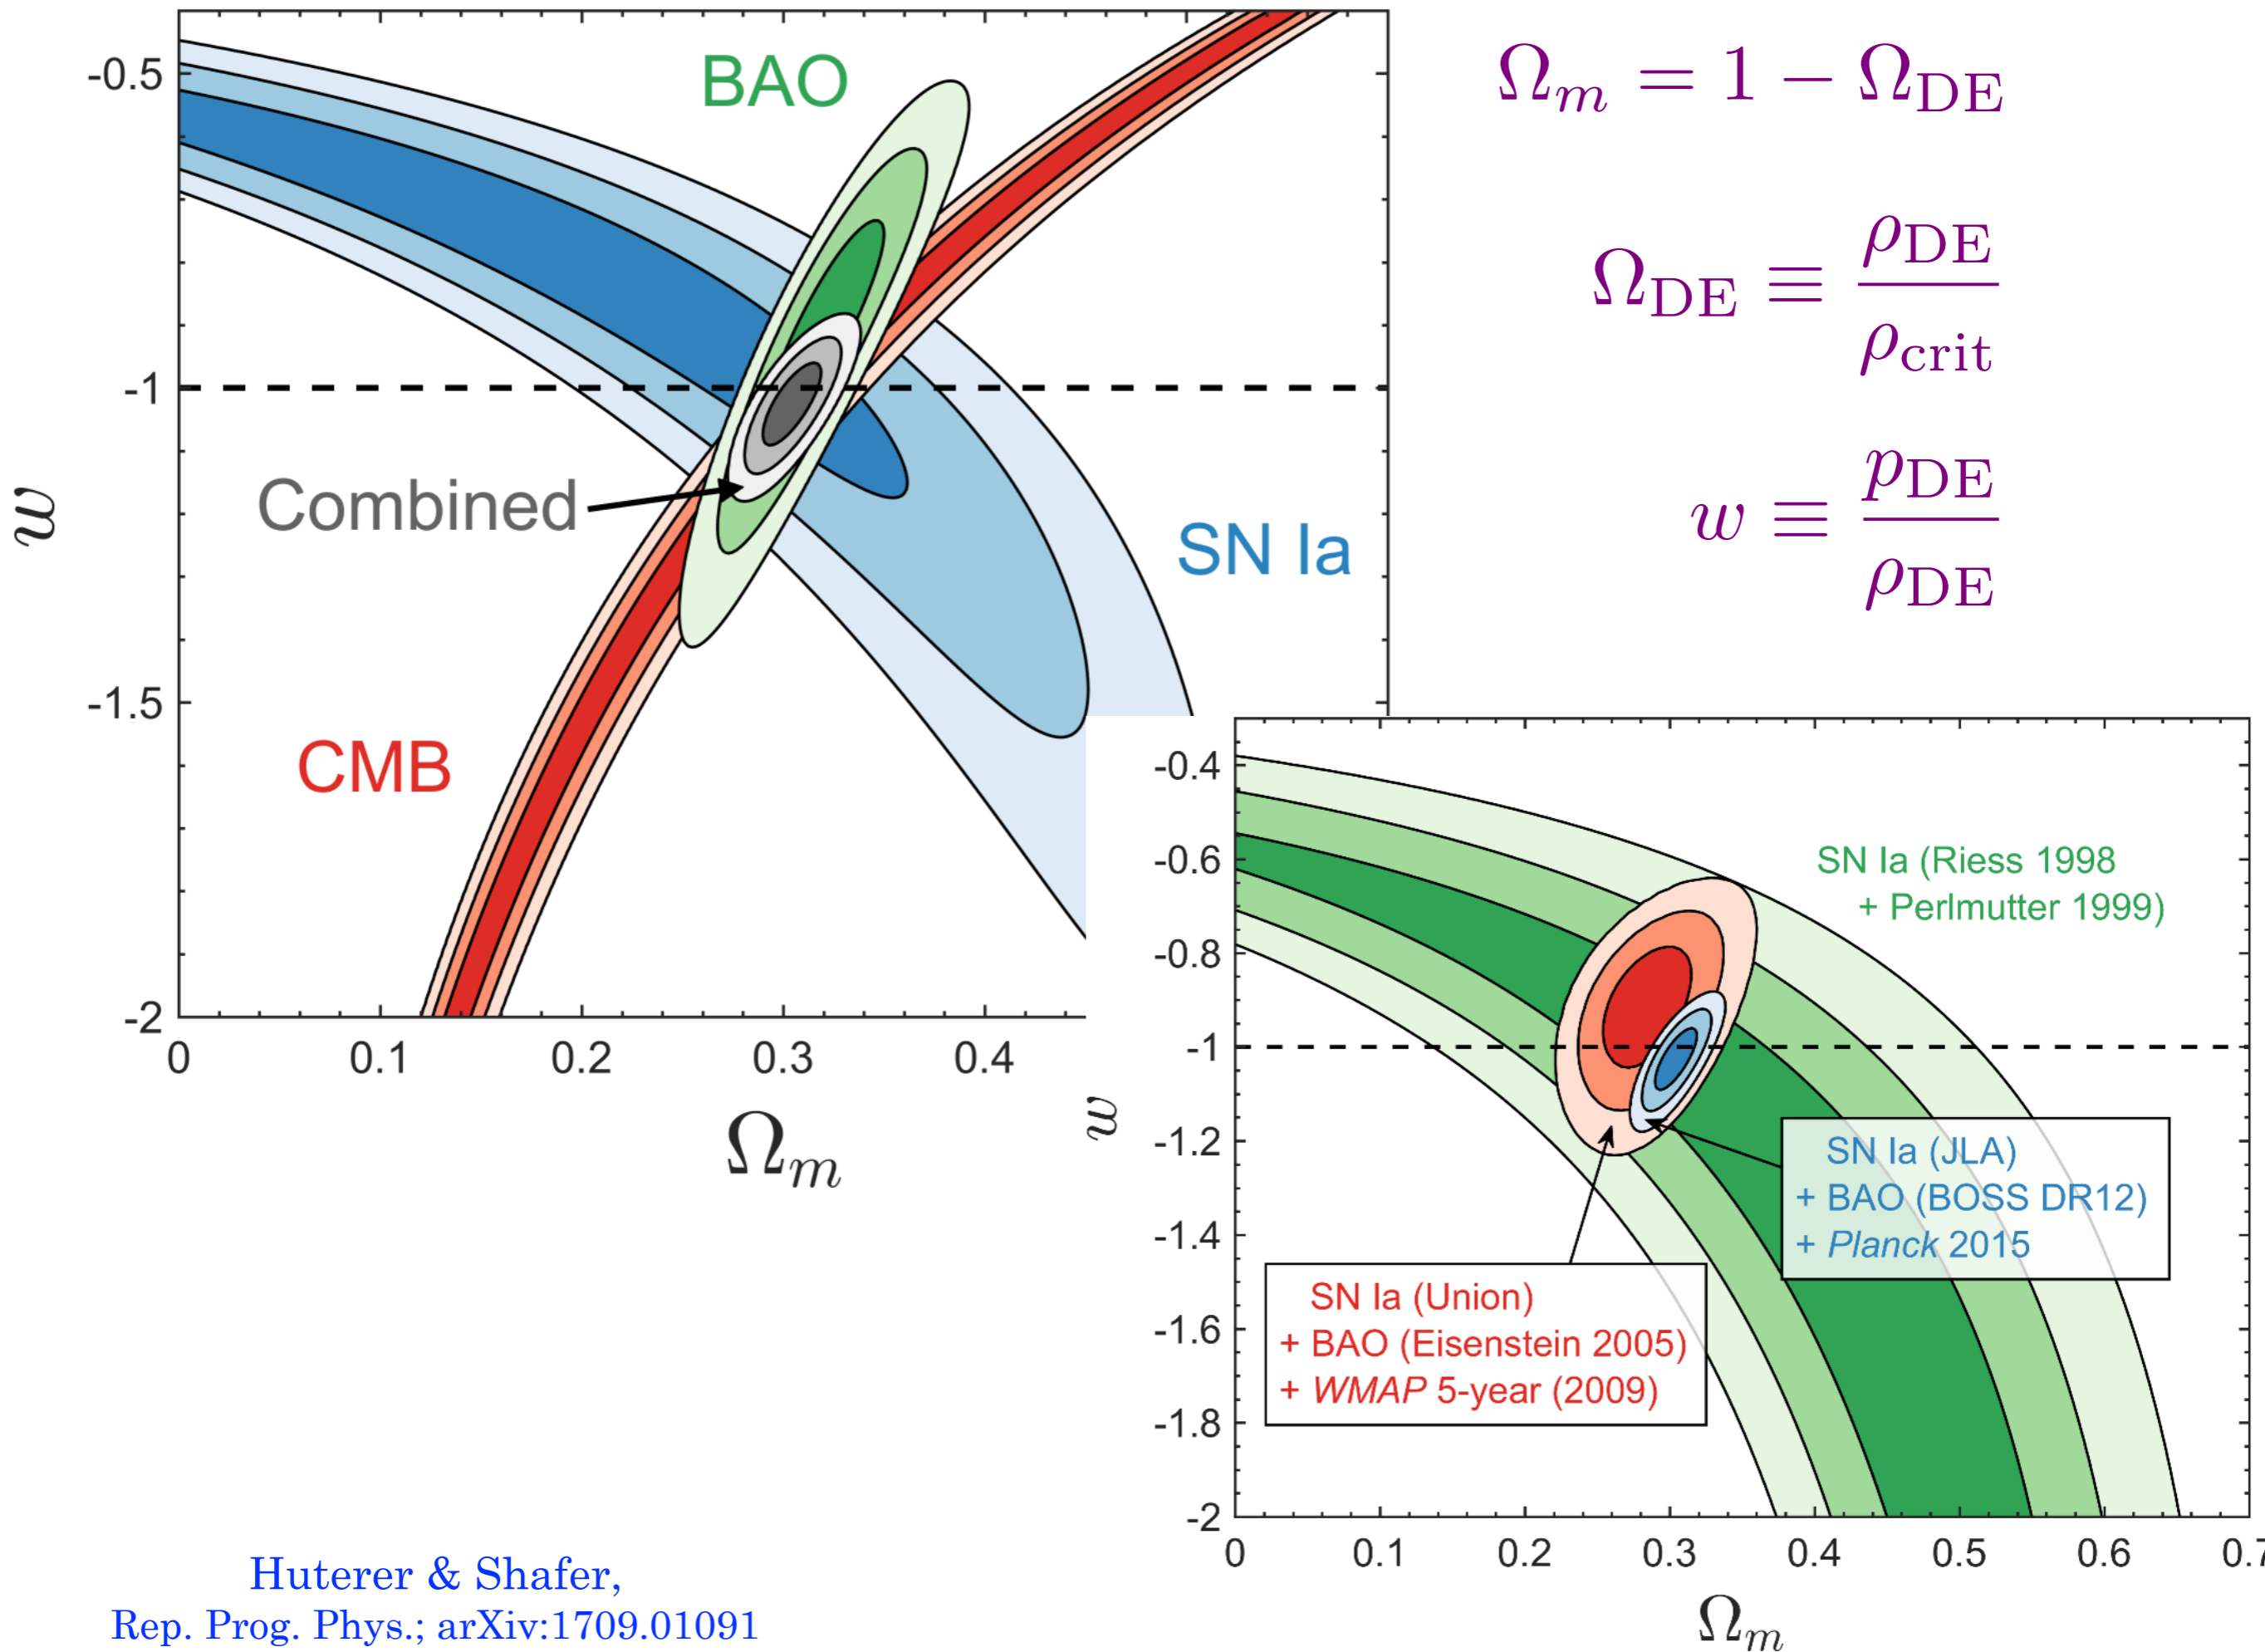 BAO
-0.5
-1
-1.5
-2
w
Combined
SN Ia
CMB
0 0.1 0.2 0.3 0.4
Ωm
Ωm = 1 − ΩDE
ΩDE ≡ ρDE / ρcrit
w ≡ pDE / ρDE
-0.4
-0.6
-0.8
-1
-1.2
-1.4
-1.6
-1.8
-2
w
SN Ia (Riess 1998
+ Perlmutter 1999)
SN Ia (JLA)
+ BAO (BOSS DR12)
+ Planck 2015
SN Ia (Union)
+ BAO (Eisenstein 2005)
+ WMAP 5-year (2009)
0 0.1 0.2 0.3 0.4 0.5 0.6 0.7
Ωm
Huterer & Shafer,
Rep. Prog. Phys.; arXiv:1709.01091